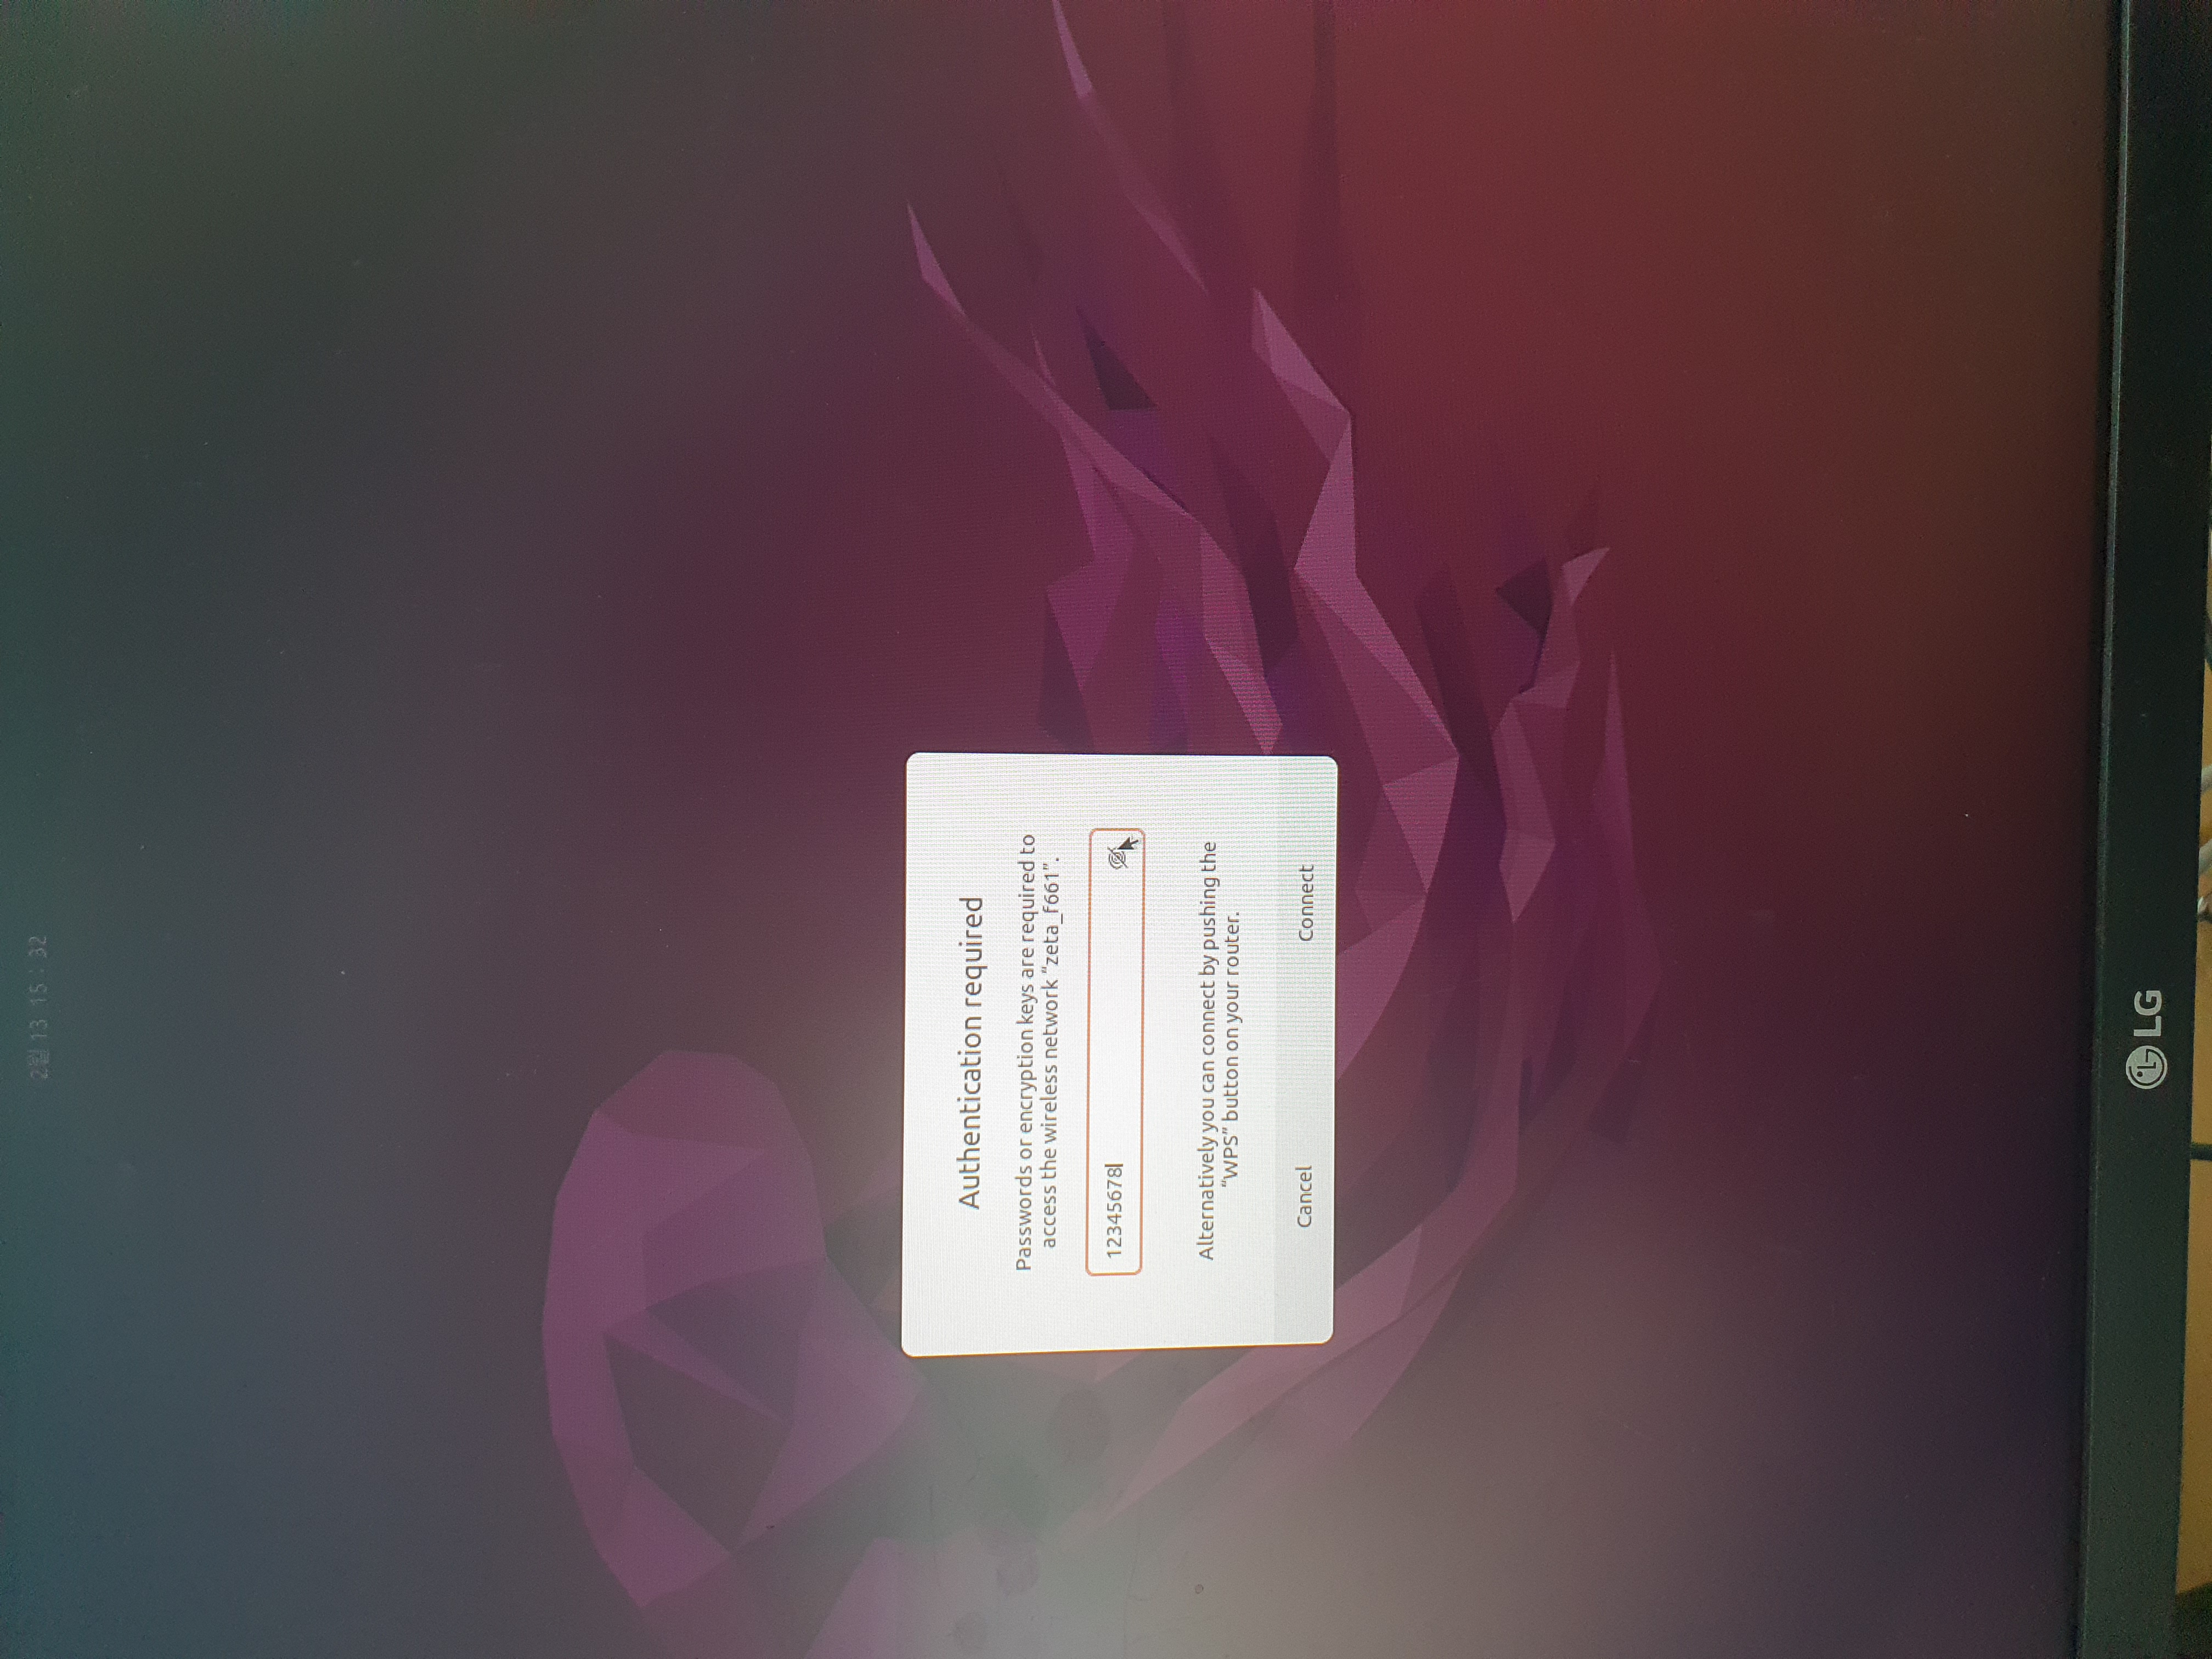 2월 13 15 : 32
Authentication required
Passwords or encryption keys are required to
access the wireless network “zeta_f661”.
12345678
Alternatively you can connect by pushing the
“WPS” button on your router.
Cancel
Connect
LG